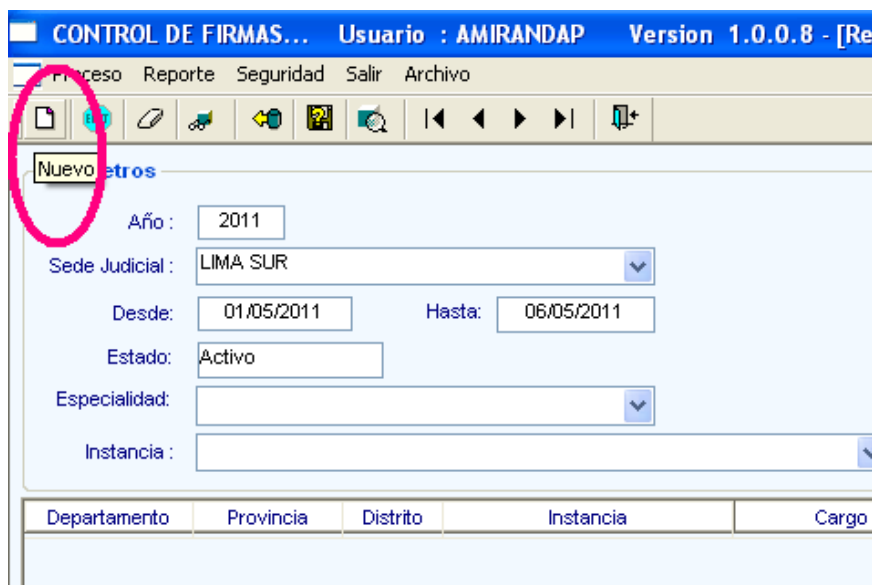 CONTROL DE FIRMAS... Usuario : AMIRANDAP Version 1.0.0.8 - [Re
Proceso Reporte Seguridad Salir Archivo
Nuevo etros
Año : 2011
Sede Judicial : LIMA SUR
Desde: 01/05/2011 Hasta: 06/05/2011
Estado: Activo
Especialidad:
Instancia :
Departamento Provincia Distrito Instancia Cargo